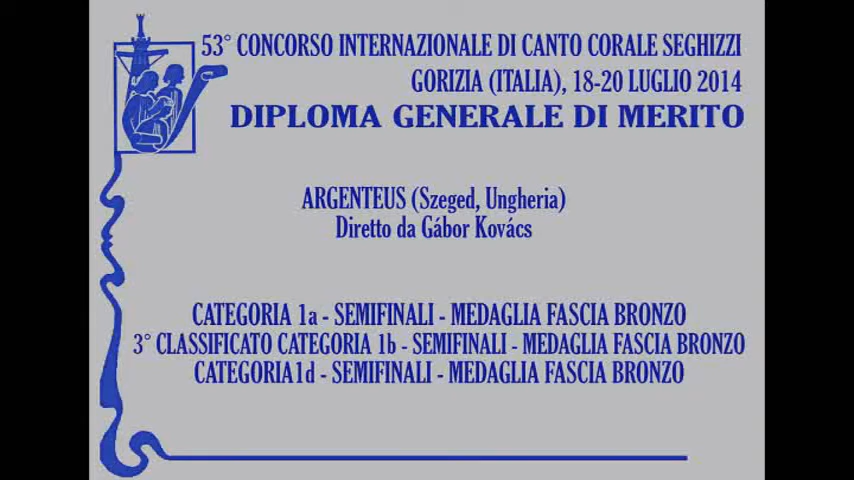 53° CONCORSO INTERNAZIONALE DI CANTO CORALE SEGHIZZI
GORIZIA (ITALIA), 18-20 LUGLIO 2014
DIPLOMA GENERALE DI MERITO
ARGENTEUS (Szeged, Ungheria)
Diretto da Gábor Kovács
CATEGORIA 1a - SEMIFINALI - MEDAGLIA FASCIA BRONZO
3° CLASSIFICATO CATEGORIA 1b - SEMIFINALI - MEDAGLIA FASCIA BRONZO
CATEGORIA1d - SEMIFINALI - MEDAGLIA FASCIA BRONZO